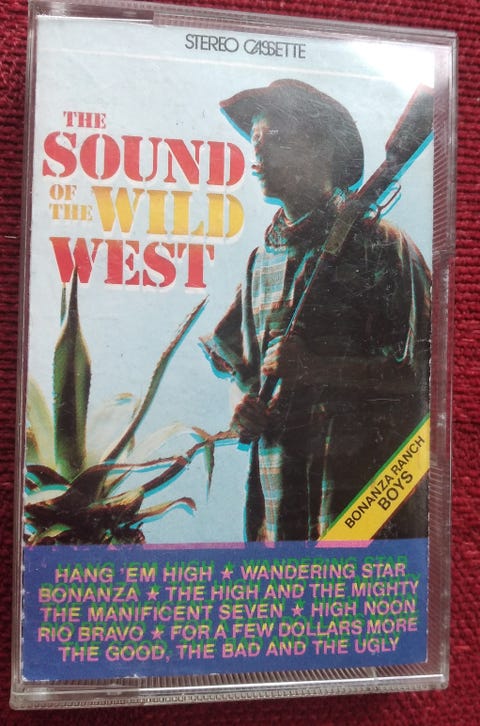 STEREO CASSETTE
THE
SOUND
OF THE WILD
WEST
BONANZA RANCH
BOYS
HANG 'EM HIGH ★ WANDERING STAR
BONANZA ★ THE HIGH AND THE MIGHTY
THE MANIFICENT SEVEN ★ HIGH NOON
RIO BRAVO ★ FOR A FEW DOLLARS MORE
THE GOOD, THE BAD AND THE UGLY